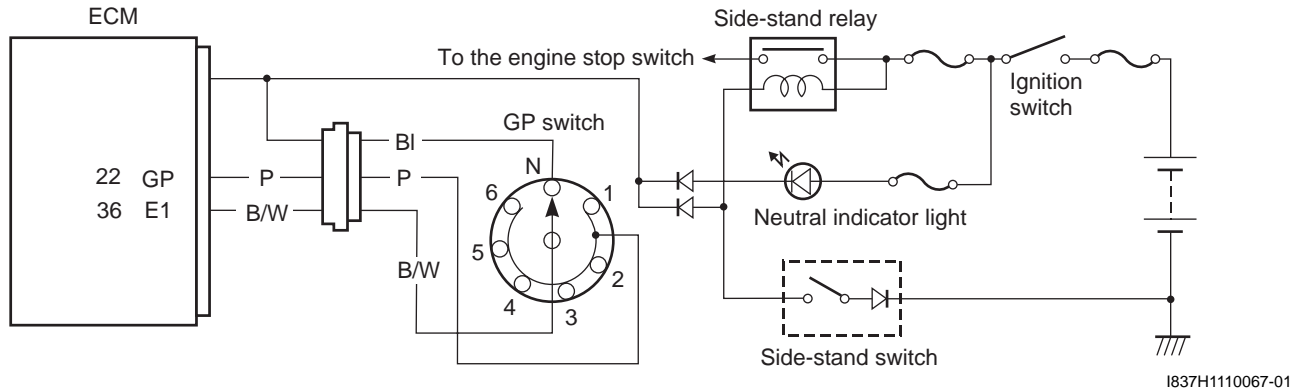 ECM
Side-stand relay
To the engine stop switch
Ignition
switch
GP switch
Bl
N
22 GP
P
P
6
1
36 E1
B/W
Neutral indicator light
5
2
B/W
4
3
Side-stand switch
I837H1110067-01